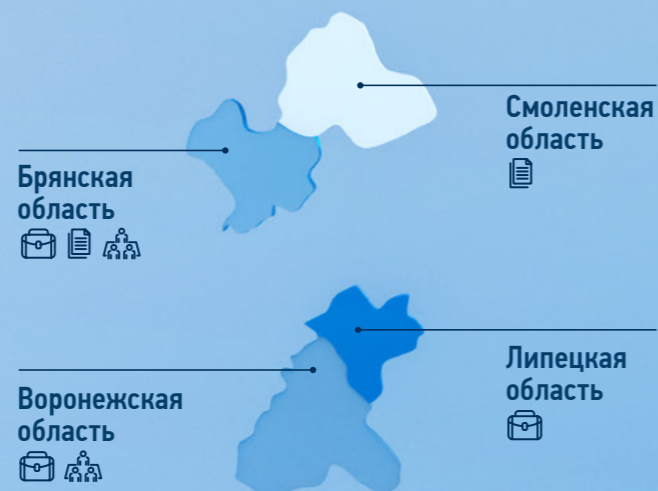 Смоленская
область
Брянская
область
Липецкая
область
Воронежская
область